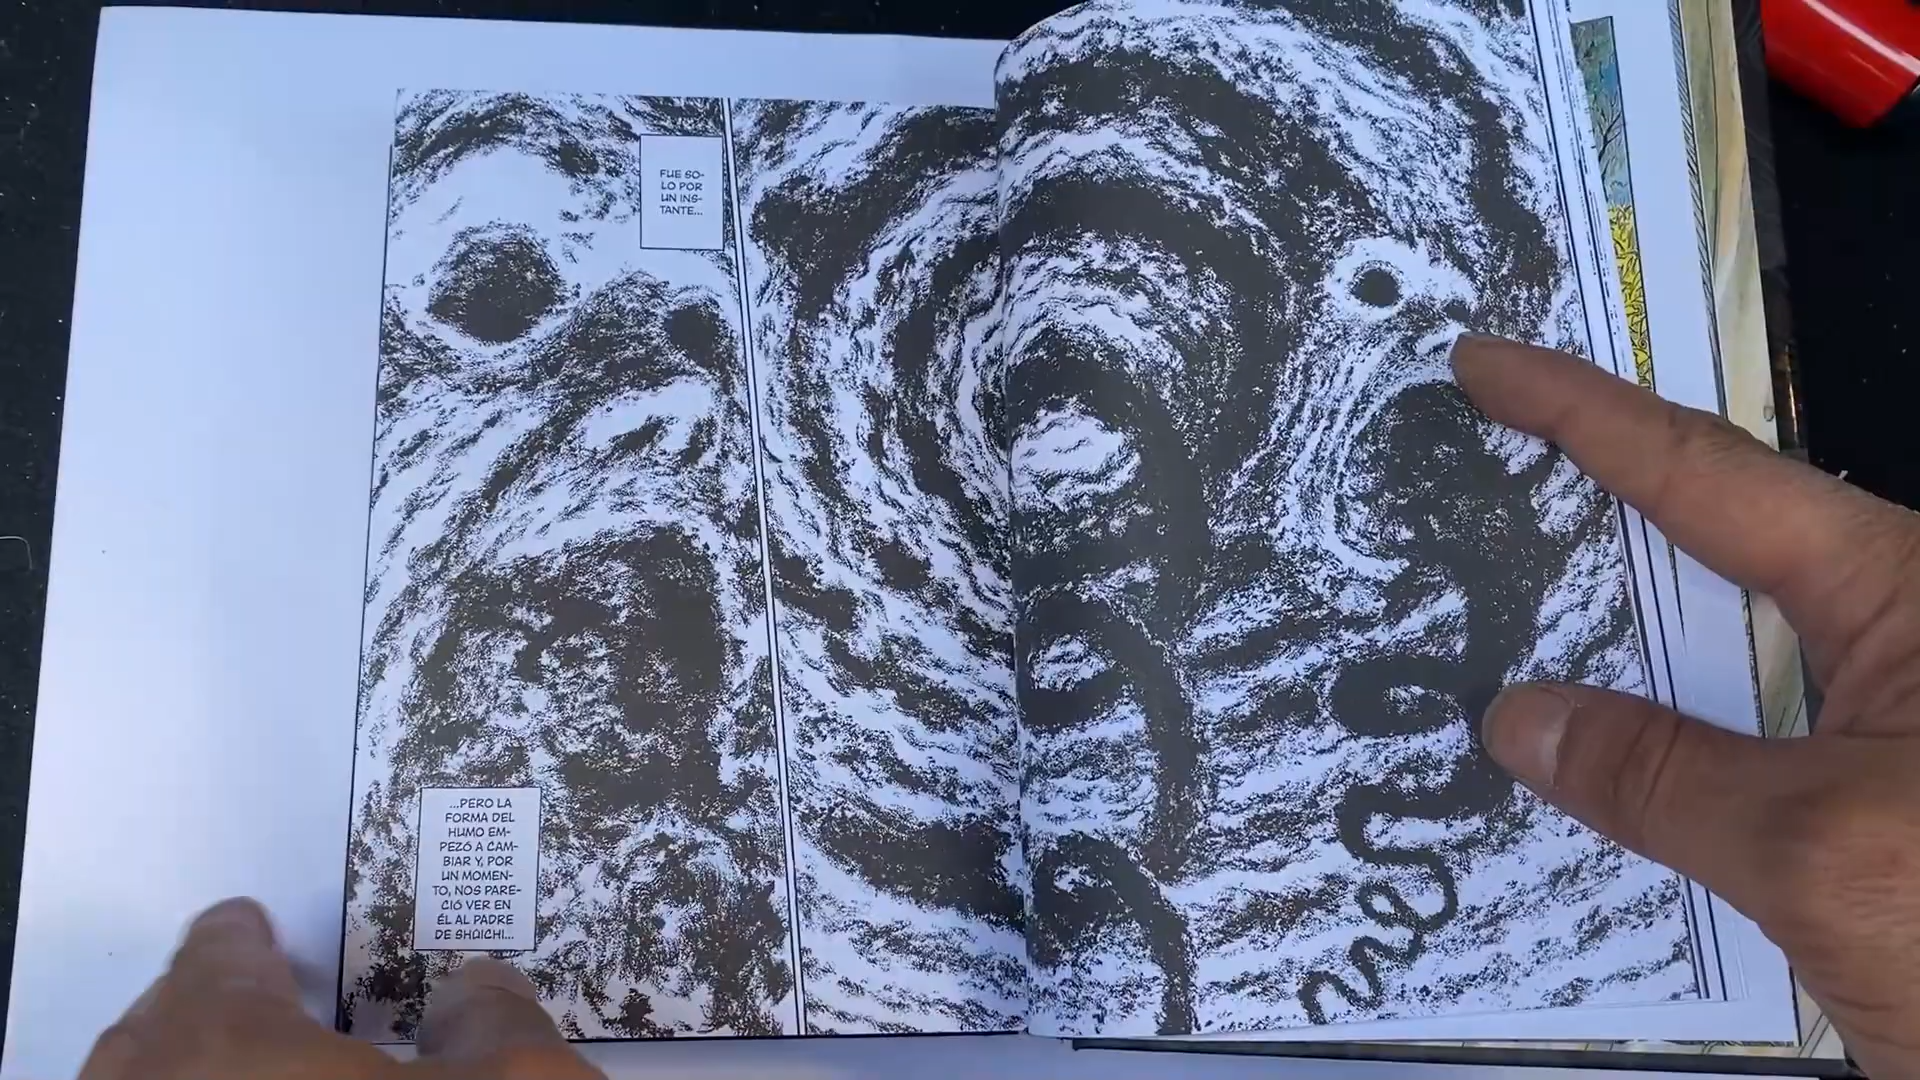 FUE SO-
LO POR
UN INS-
TANTE...
...PERO LA
FORMA DEL
HUMO EM-
PEZÓ A CAM-
BIAR Y, POR
UN MOMEN-
TO, NOS PARE-
CIÓ VER EN
ÉL AL PADRE
DE SHUICHI...